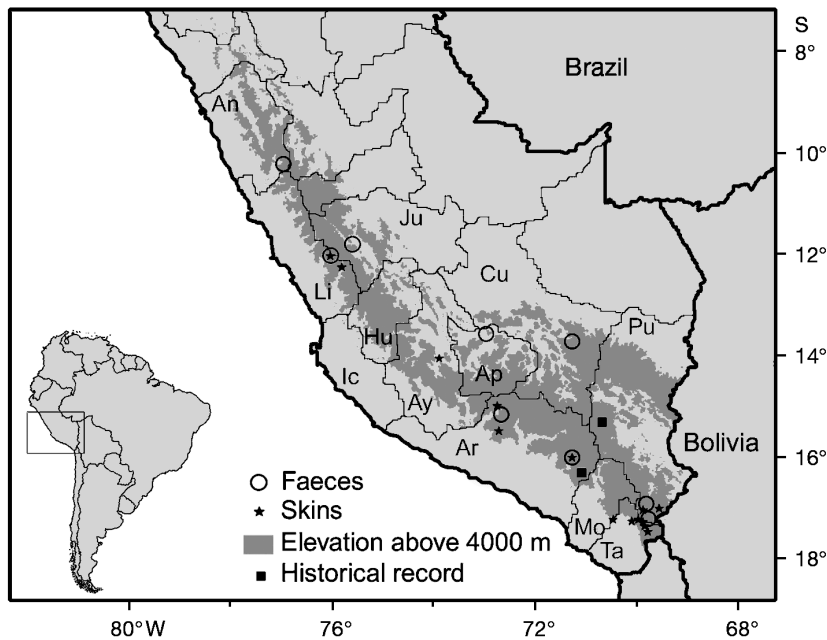 S
8°
Brazil
An
10°
Ju
12°
Cu
Li
Pu
Hu
14°
Ap
Ic
Ay
Bolivia
Ar
16°
Faeces
Skins
Mo
Elevation above 4000 m
Ta
18°
Historical record
80°W 76° 72° 68°